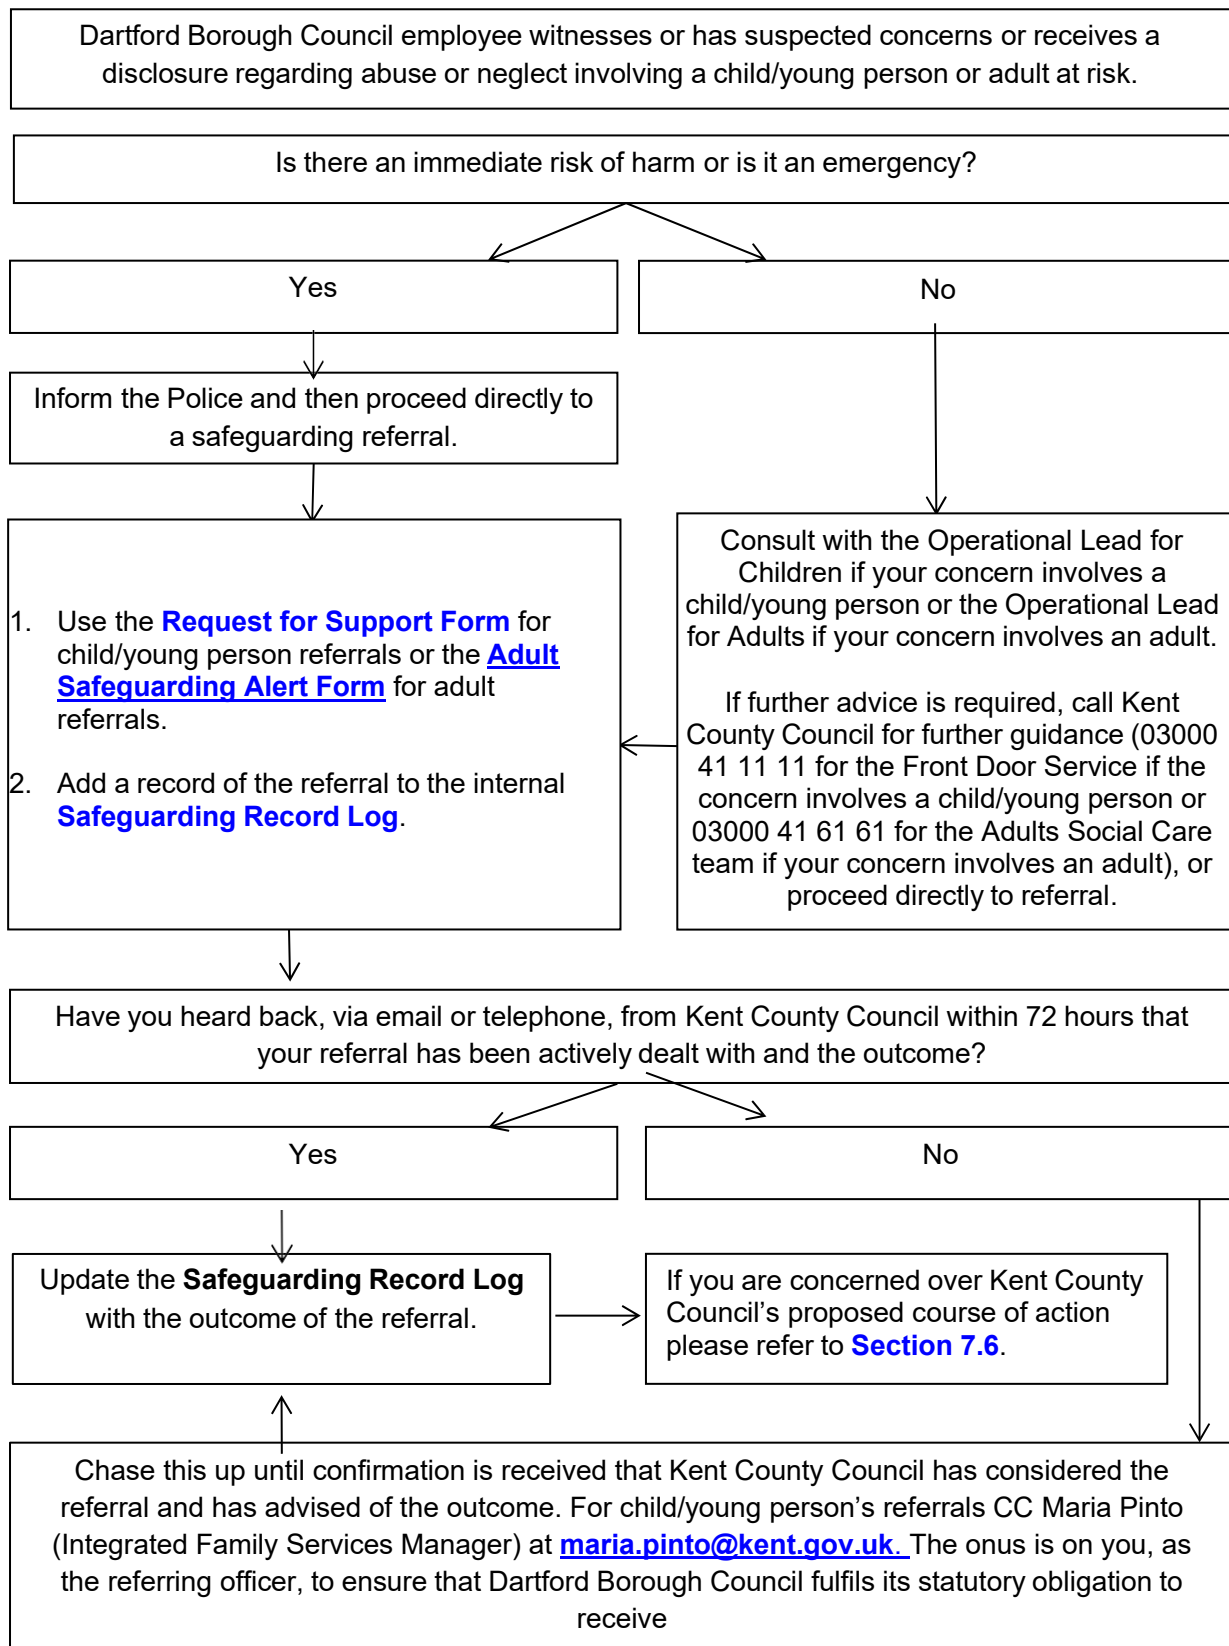 Dartford Borough Council employee witnesses or has suspected concerns or receives a
disclosure regarding abuse or neglect involving a child/young person or adult at risk.
Is there an immediate risk of harm or is it an emergency?
Yes
No
Inform the Police and then proceed directly to
a safeguarding referral.
1. Use the Request for Support Form for
child/young person referrals or the Adult
Safeguarding Alert Form for adult
referrals.
2. Add a record of the referral to the internal
Safeguarding Record Log.
Consult with the Operational Lead for
Children if your concern involves a
child/young person or the Operational Lead
for Adults if your concern involves an adult.
If further advice is required, call Kent
County Council for further guidance (03000
41 11 11 for the Front Door Service if the
concern involves a child/young person or
03000 41 61 61 for the Adults Social Care
team if your concern involves an adult), or
proceed directly to referral.
Have you heard back, via email or telephone, from Kent County Council within 72 hours that
your referral has been actively dealt with and the outcome?
Yes
No
Update the Safeguarding Record Log
with the outcome of the referral.
If you are concerned over Kent County
Council's proposed course of action
please refer to Section 7.6.
Chase this up until confirmation is received that Kent County Council has considered the
referral and has advised of the outcome. For child/young person's referrals CC Maria Pinto
(Integrated Family Services Manager) at maria.pinto@kent.gov.uk. The onus is on you, as
the referring officer, to ensure that Dartford Borough Council fulfils its statutory obligation to
receive